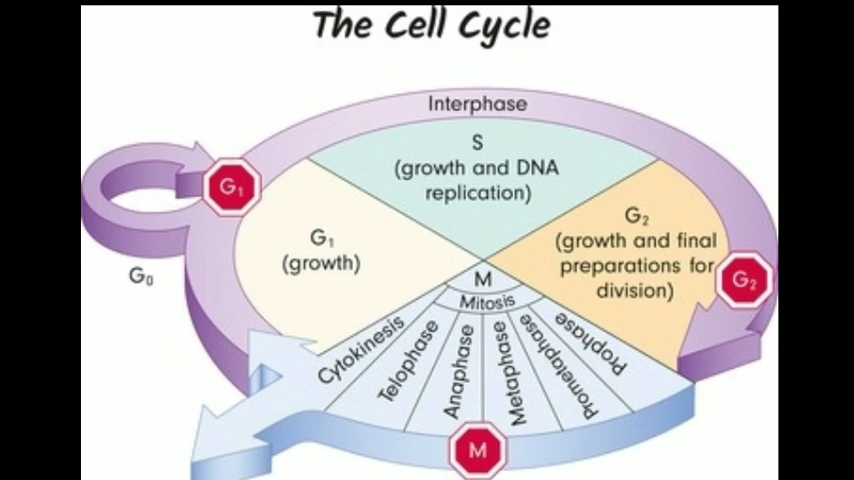 The Cell Cycle
Interphase
S
(growth and DNA
replication)
G₁
G₂
(growth and final
preparations for
division)
G₁
(growth)
G₀
G₂
M
Mitosis
Cytokinesis
Telophase
Anaphase
Metaphase
Prometaphase
Prophase
M